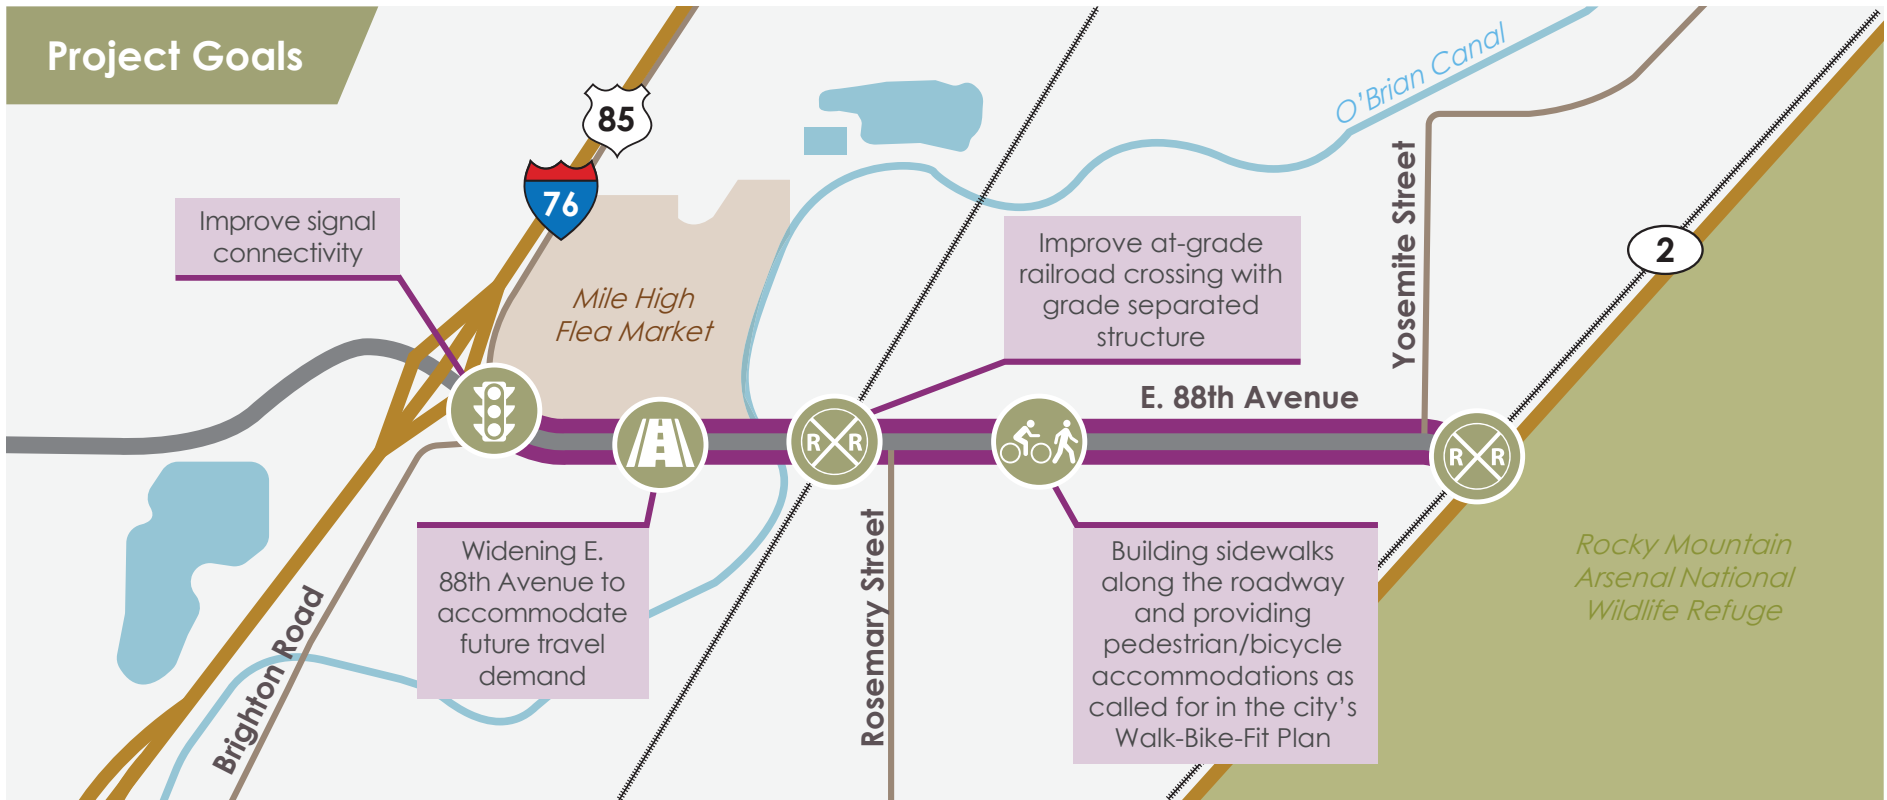 Project Goals
85
76
Improve signal
connectivity
Mile High
Flea Market
O'Brian Canal
Improve at-grade
railroad crossing with
grade separated
structure
Yosemite Street
2
E. 88th Avenue
R R
R R
Widening E.
88th Avenue to
accommodate
future travel
demand
Brighton Road
Rosemary Street
Building sidewalks
along the roadway
and providing
pedestrian/bicycle
accommodations as
called for in the city's
Walk-Bike-Fit Plan
Rocky Mountain
Arsenal National
Wildlife Refuge